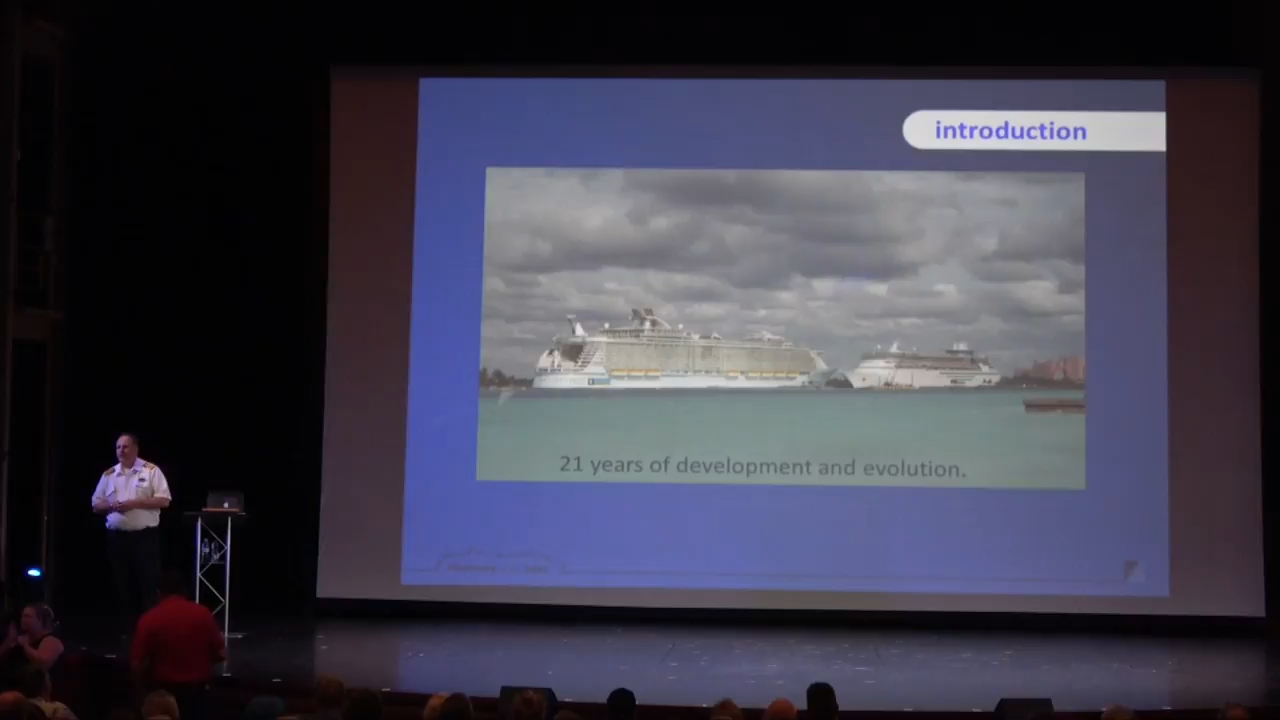 introduction
21 years of development and evolution.